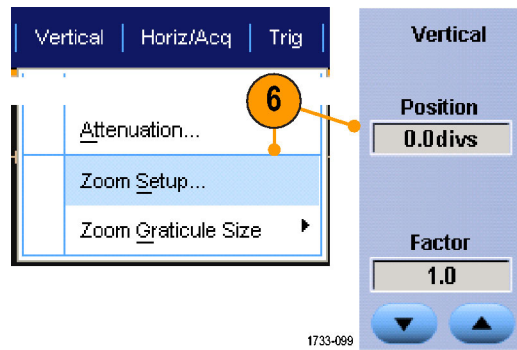 Vertical Horiz/Acq Trig
6
Attenuation...
Zoom Setup...
Zoom Graticule Size
Vertical
Position
0.0divs
Factor
1.0
1733-099